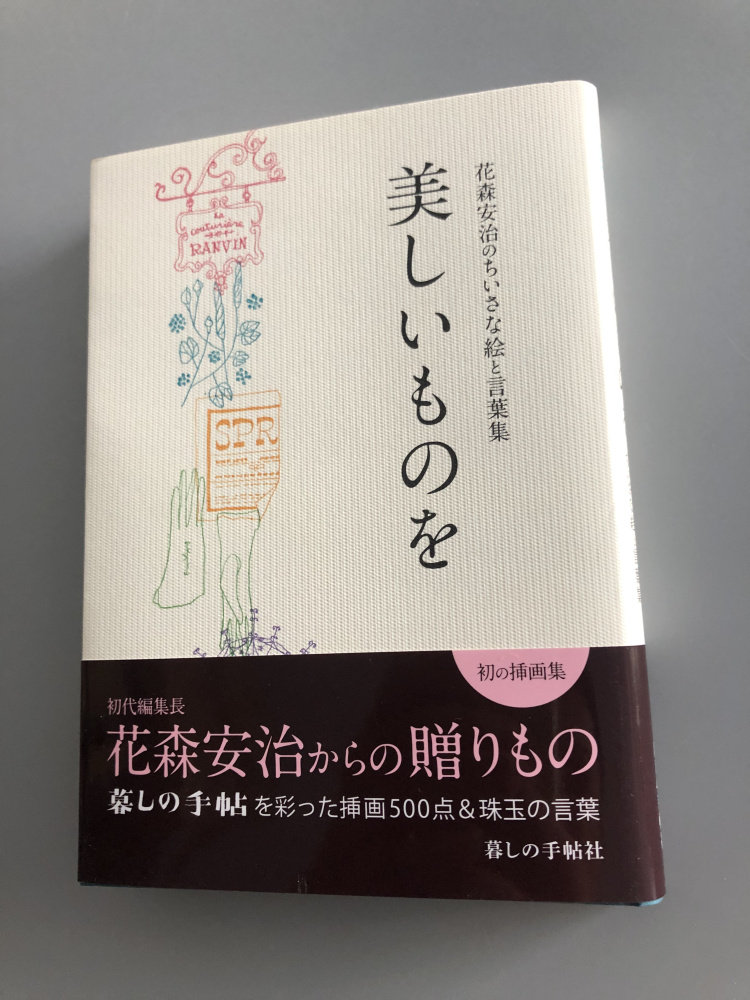 花森安治のちいさな絵と言葉集
美しいものを
la
couturière
RANVIN
SPR
初の挿画集
初代編集長
花森安治からの贈りもの
暮しの手帖を彩った挿画500点&珠玉の言葉
暮しの手帖社